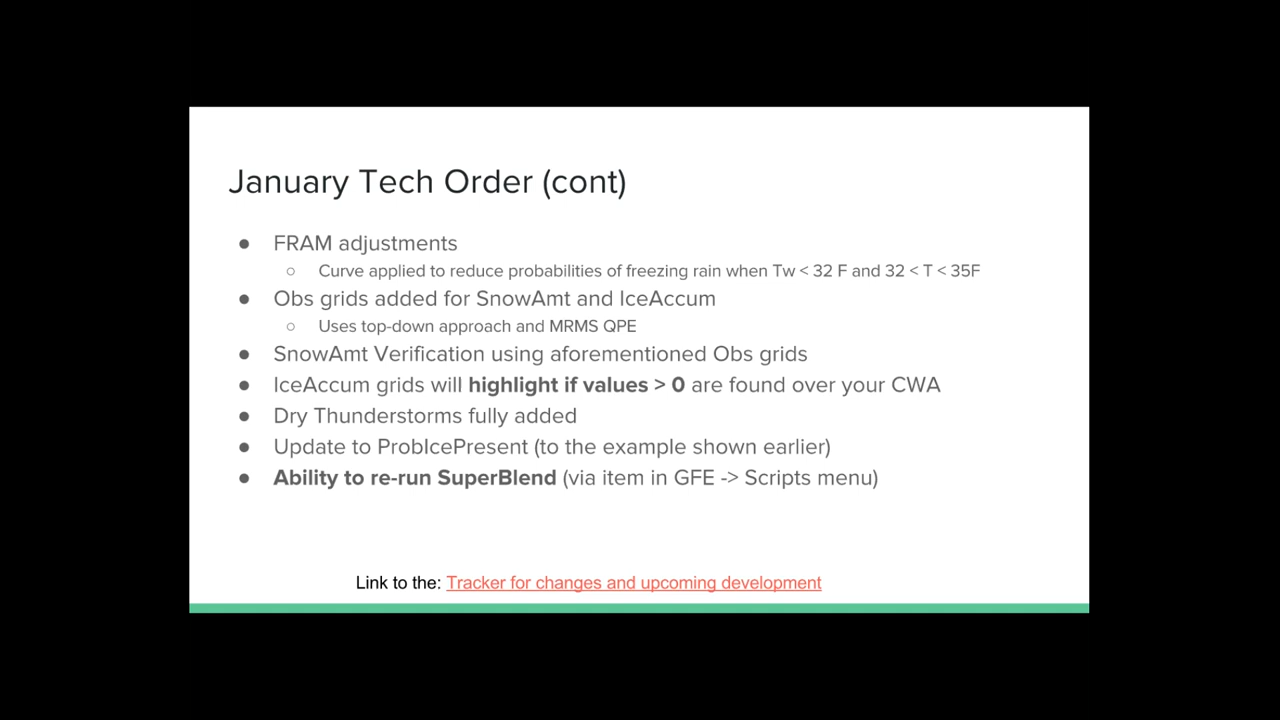 January Tech Order (cont)
● FRAM adjustments
○ Curve applied to reduce probabilities of freezing rain when Tw < 32 F and 32 < T < 35F
● Obs grids added for SnowAmt and IceAccum
○ Uses top-down approach and MRMS QPE
● SnowAmt Verification using aforementioned Obs grids
● IceAccum grids will highlight if values > 0 are found over your CWA
● Dry Thunderstorms fully added
● Update to ProbIcePresent (to the example shown earlier)
● Ability to re-run SuperBlend (via item in GFE -> Scripts menu)
Link to the: Tracker for changes and upcoming development